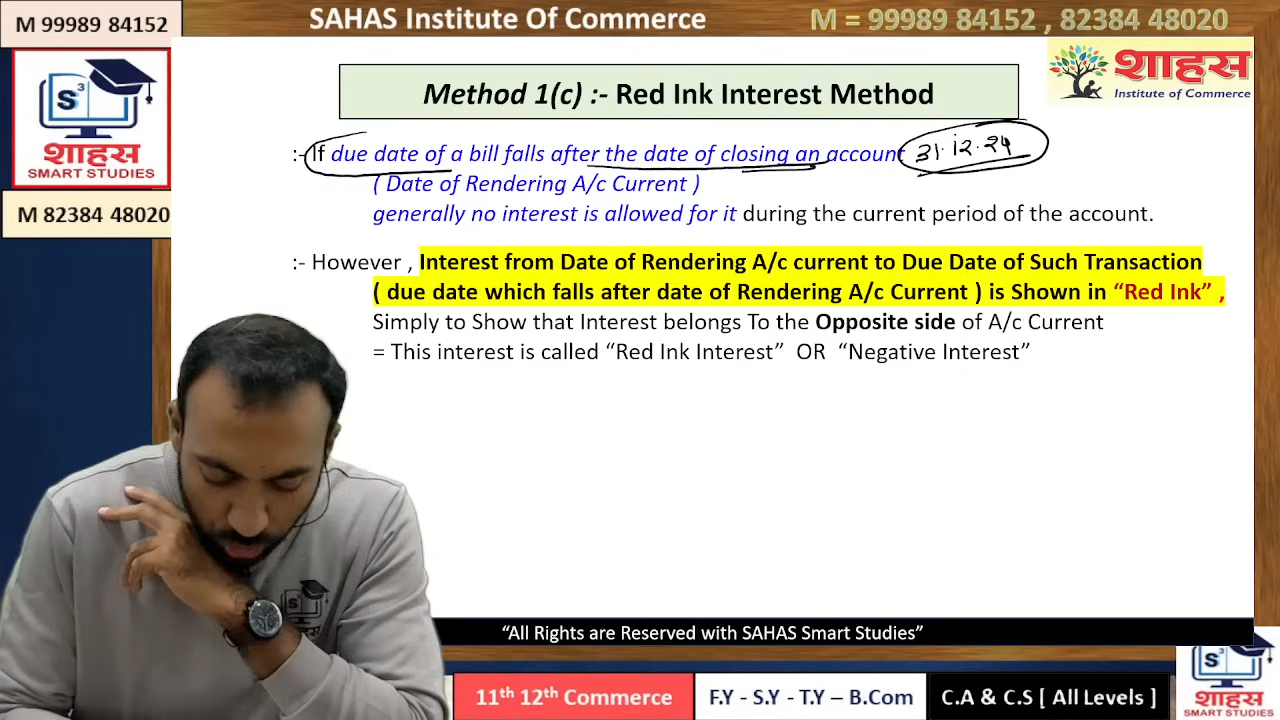 M 99989 84152
SAHAS Institute Of Commerce
M = 99989 84152 , 82384 48020
S³
शाहस
SMART STUDIES
M 82384 48020
शाहस
Institute of Commerce
Method 1(c) :- Red Ink Interest Method
:- If due date of a bill falls after the date of closing an account 31.12.24
( Date of Rendering A/c Current )
generally no interest is allowed for it during the current period of the account.
:- However , Interest from Date of Rendering A/c current to Due Date of Such Transaction
( due date which falls after date of Rendering A/c Current ) is Shown in “Red Ink” ,
Simply to Show that Interest belongs To the Opposite side of A/c Current
= This interest is called “Red Ink Interest” OR “Negative Interest”
S³
“All Rights are Reserved with SAHAS Smart Studies”
11th 12th Commerce
F.Y - S.Y - T.Y – B.Com
C.A & C.S [ All Levels ]
S³
शाहस
SMART STUDIES